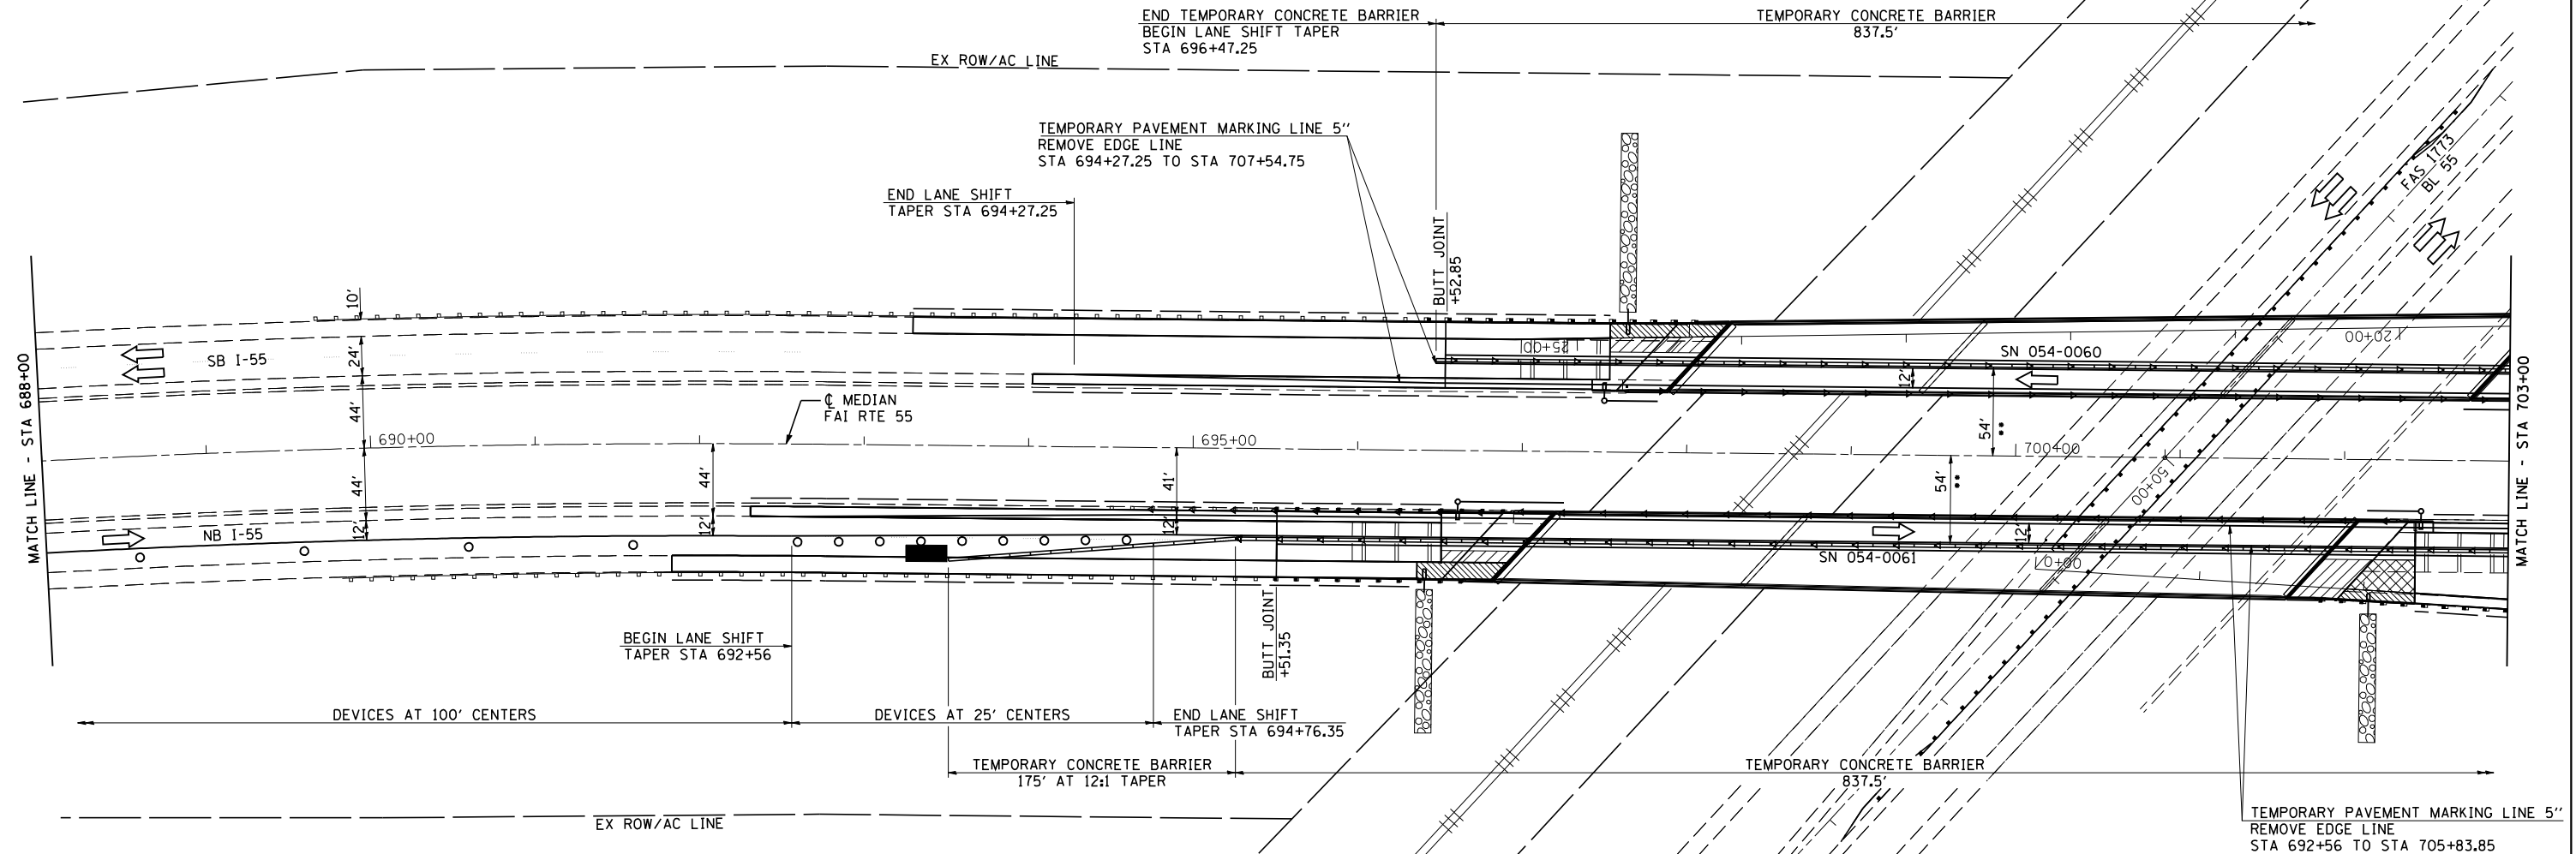 END TEMPORARY CONCRETE BARRIER
BEGIN LANE SHIFT TAPER
STA 696+47.25
TEMPORARY CONCRETE BARRIER
837.5'
EX ROW/AC LINE
TEMPORARY PAVEMENT MARKING LINE 5"
REMOVE EDGE LINE
STA 694+27.25 TO STA 707+54.75
END LANE SHIFT
TAPER STA 694+27.25
FAS 1773
BL 55
BUTT JOINT
+52.85
10'
24'
44'
SB I-55
25+00
SN 054-0060
120+00
12'
MATCH LINE - STA 688+00
MATCH LINE - STA 703+00
℄ MEDIAN
FAI RTE 55
690+00
695+00
700+00
54'
**
44'
44'
41'
54'
**
150+00
12'
12'
12'
12'
NB I-55
SN 054-0061
0+00
BEGIN LANE SHIFT
TAPER STA 692+56
BUTT JOINT
+51.35
DEVICES AT 100' CENTERS
DEVICES AT 25' CENTERS
END LANE SHIFT
TAPER STA 694+76.35
TEMPORARY CONCRETE BARRIER
175' AT 12:1 TAPER
TEMPORARY CONCRETE BARRIER
837.5'
EX ROW/AC LINE
TEMPORARY PAVEMENT MARKING LINE 5"
REMOVE EDGE LINE
STA 692+56 TO STA 705+83.85